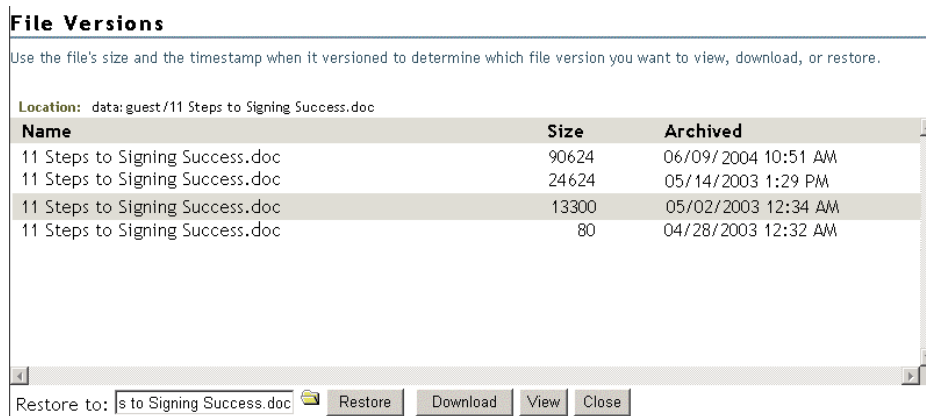 File Versions
Use the file's size and the timestamp when it versioned to determine which file version you want to view, download, or restore.
Location: data:guest/11 Steps to Signing Success.doc
Name Size Archived
11 Steps to Signing Success.doc 90624 06/09/2004 10:51 AM
11 Steps to Signing Success.doc 24624 05/14/2003 1:29 PM
11 Steps to Signing Success.doc 13300 05/02/2003 12:34 AM
11 Steps to Signing Success.doc 80 04/28/2003 12:32 AM
Restore to: s to Signing Success.doc Restore Download View Close